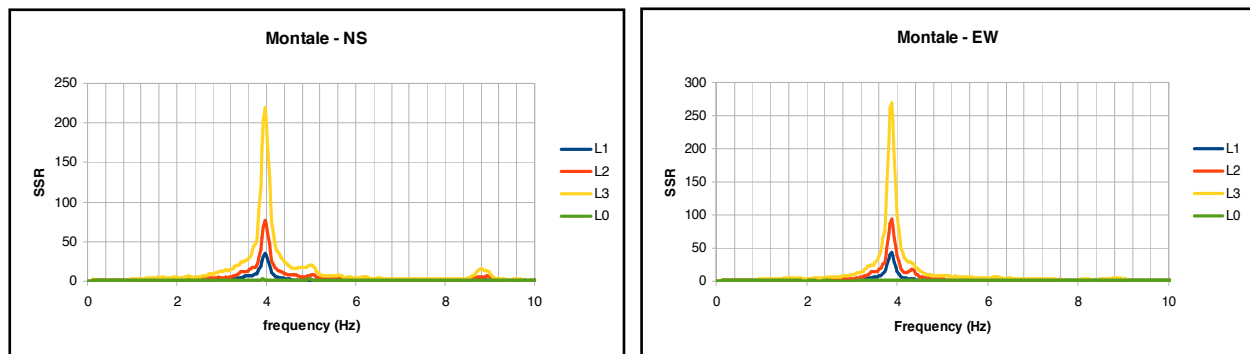 Montale - NS
250
200
150
100
50
0
SSR
0 2 4 6 8 10
frequency (Hz)
L1
L2
L3
L0
Montale - EW
300
250
200
150
100
50
0
SSR
0 2 4 6 8 10
Frequency (Hz)
L1
L2
L3
L0